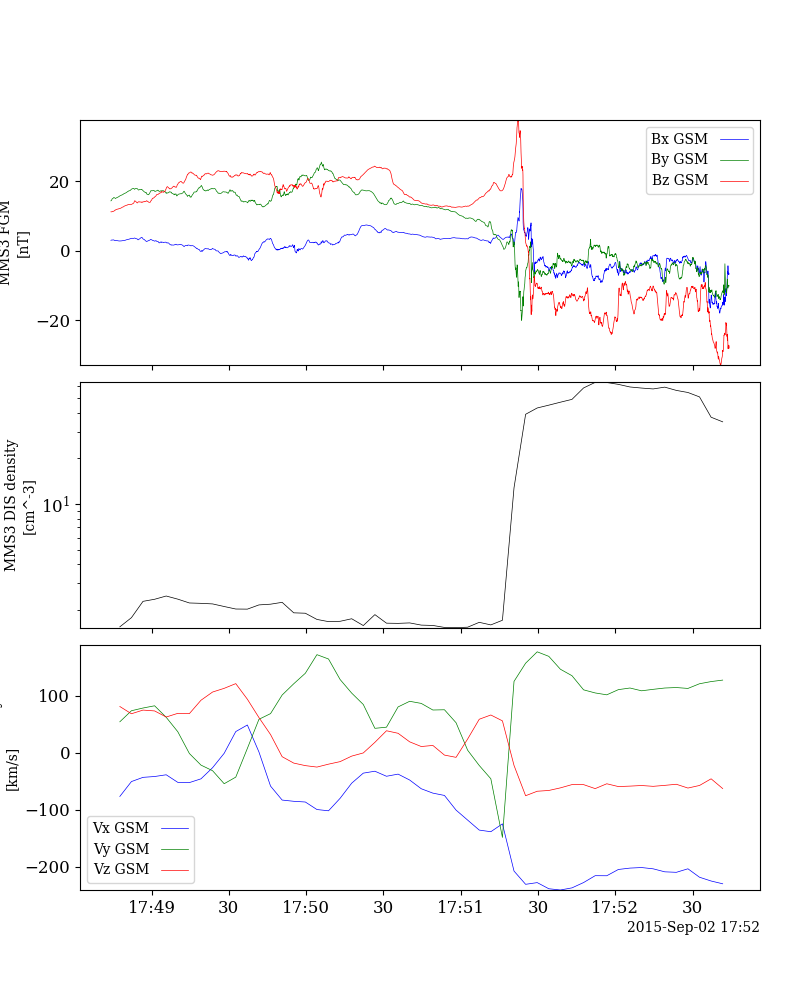 MMS3 FGM
[nT]
20
0
−20
Bx GSM
By GSM
Bz GSM
MMS3 DIS density
[cm^-3]
10^1
[km/s]
100
0
−100
−200
Vx GSM
Vy GSM
Vz GSM
17:49 30 17:50 30 17:51 30 17:52 30
2015-Sep-02 17:52